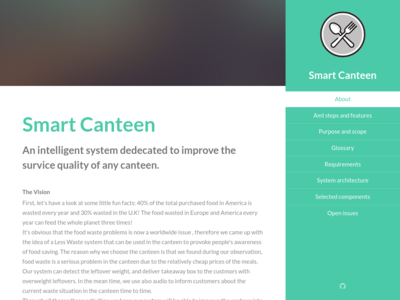 Smart Canteen
About
Ami steps and features
Purpose and scope
Glossary
Requirements
System architecture
Selected components
Open issues
Smart Canteen
An intelligent system dedecated to improve the
survice quality of any canteen.
The Vision
First, let's have a look at some little fun facts: 40% of the total purchased food in America is
wasted every year and 30% wasted in the U.K! The food wasted in Europe and America every
year can feed the whole planet three times!
It's obvious that the food waste problems is now a worldwide issue , therefore we came up with
the idea of a Less Waste system that can be used in the canteen to provoke people's awareness
of food saving. The reason why we choose the canteen is that we found during our observation,
food waste is a serious problem in the canteen due to the relatively cheap prices of the meals.
Our system can detect the leftover weight, and deliver takeaway box to the customers with
overweight leftovers. In the mean time, we use also audio to inform customers about the
current waste situation in the canteen time to time.